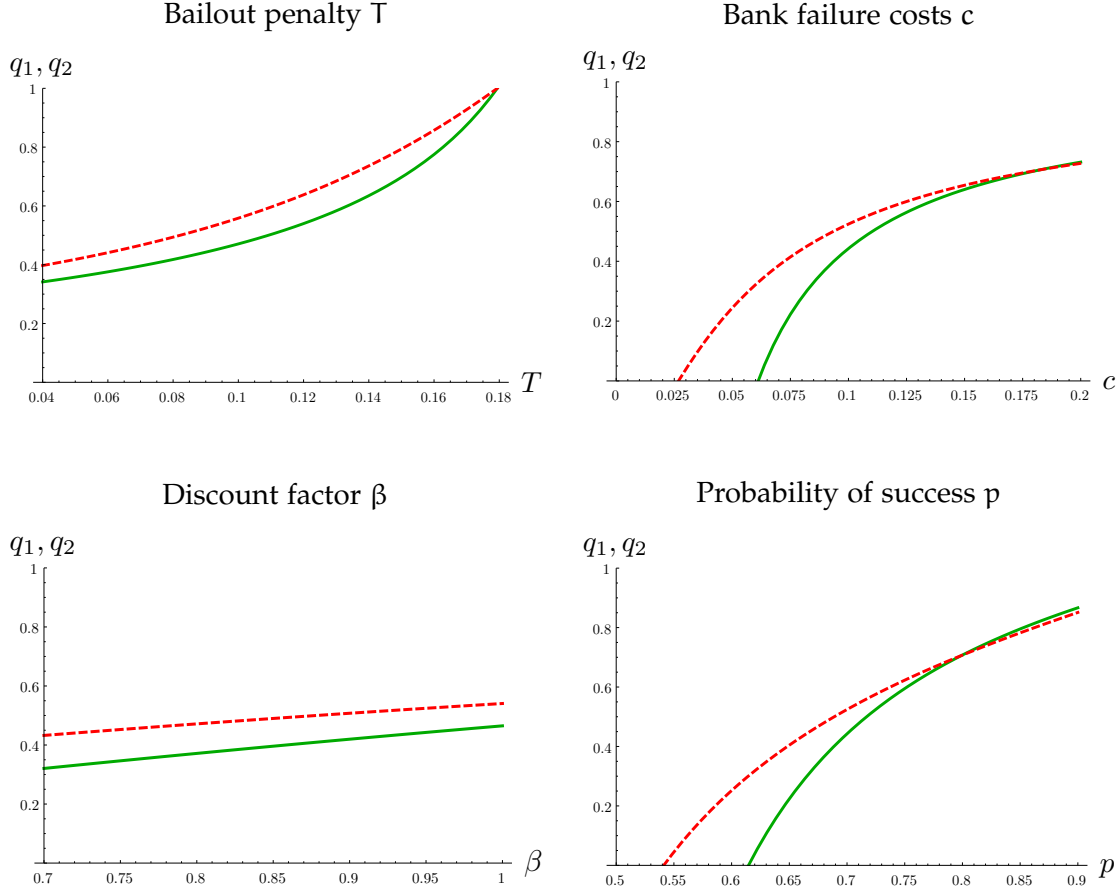 Bailout penalty T
q1, q2
1
0.8
0.6
0.4
0.2
0.04 0.06 0.08 0.1 0.12 0.14 0.16 0.18 T
Bank failure costs c
q1, q2
1
0.8
0.6
0.4
0.2
0 0.025 0.05 0.075 0.1 0.125 0.15 0.175 0.2 c
Discount factor β
q1, q2
1
0.8
0.6
0.4
0.2
0.7 0.75 0.8 0.85 0.9 0.95 1 β
Probability of success p
q1, q2
1
0.8
0.6
0.4
0.2
0.5 0.55 0.6 0.65 0.7 0.75 0.8 0.85 0.9 p